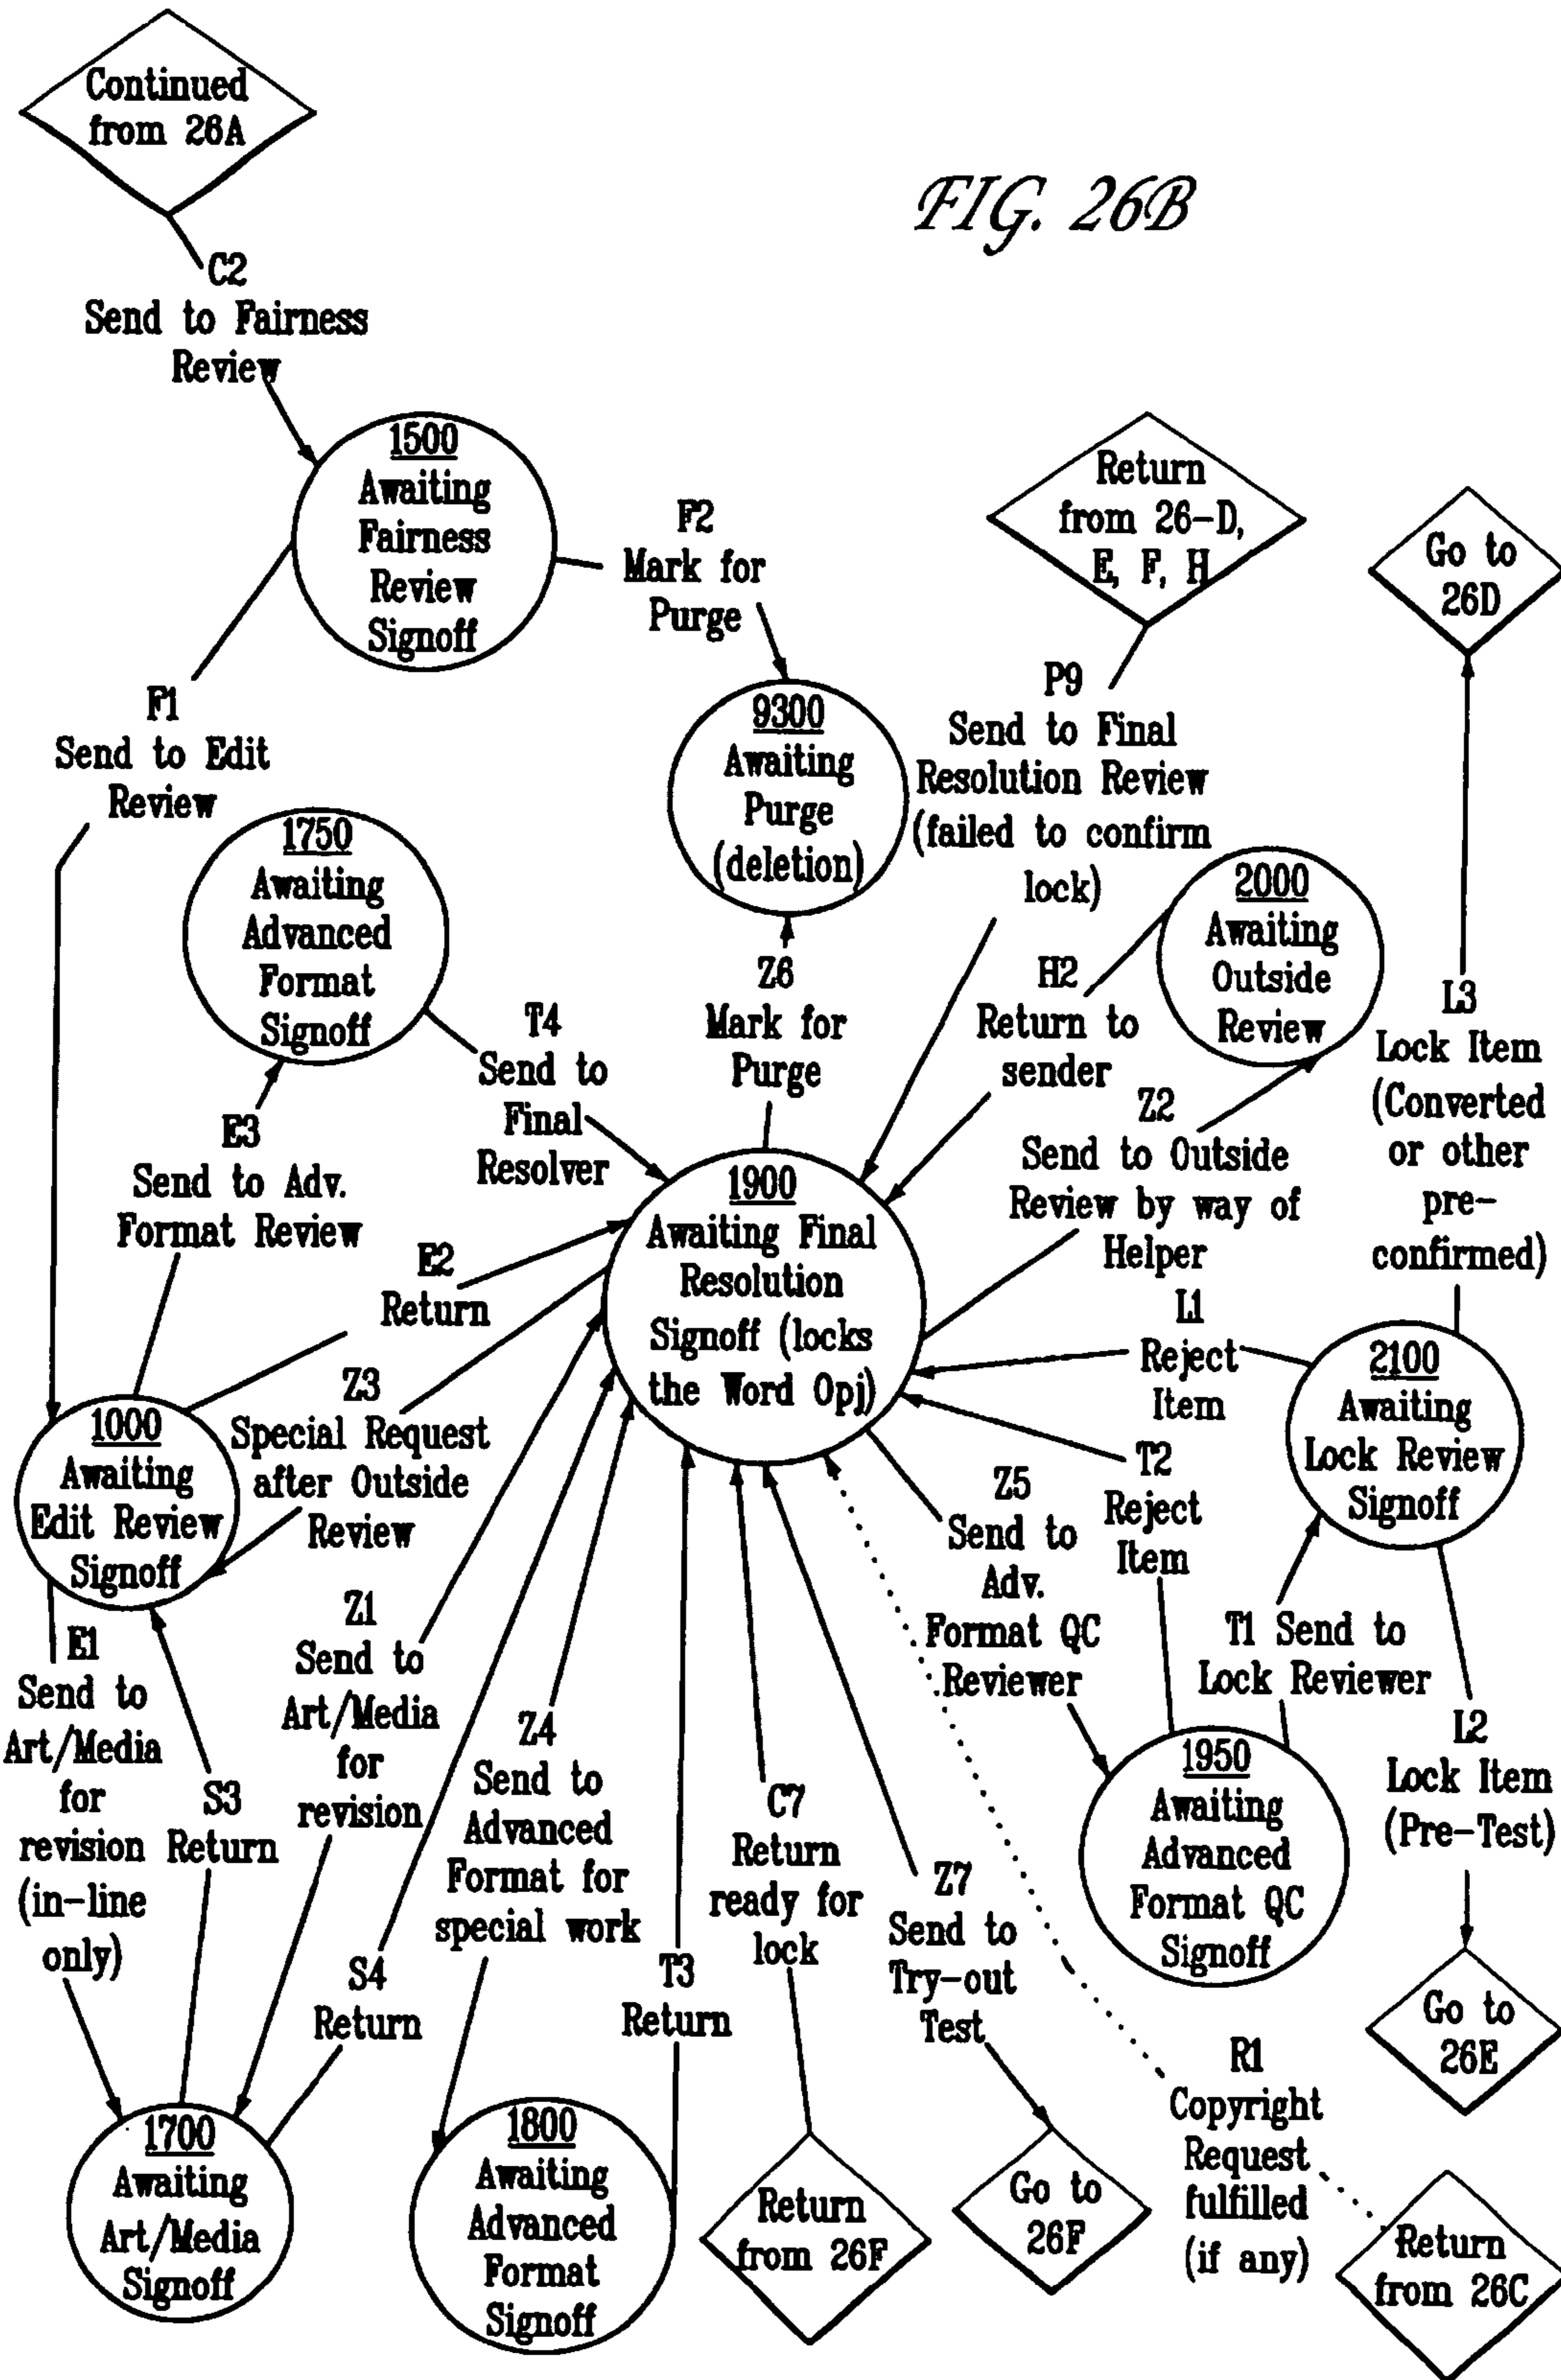 Continued
from 26A
FIG. 26B
C2
Send to Fairness
Review
1500
Awaiting
Fairness
Review
Signoff
F2
Mark for
Purge
Return
from 26-D,
E, F, H
Go to
26D
F1
Send to Edit
Review
9300
Awaiting
Purge
(deletion)
P9
Send to Final
Resolution Review
(failed to confirm
lock)
1750
Awaiting
Advanced
Format
Signoff
2000
Awaiting
Outside
Review
T4
Send to
Final
Resolver
Z6
Mark for
Purge
H2
Return to
sender
L3
Lock Item
(Converted
or other
pre-
confirmed)
E3
Send to Adv.
Format Review
Z2
Send to Outside
Review by way of
Helper
1900
Awaiting Final
Resolution
Signoff (locks
the Word Opj)
E2
Return
L1
Reject
Item
2100
Awaiting
Lock Review
Signoff
1000
Awaiting
Edit Review
Signoff
Z3
Special Request
after Outside
Review
T2
Reject
Item
Z5
Send to
Adv.
Format QC
Reviewer
E1
Send to
Art/Media
for
revision
(in-line
only)
S3
Return
Z1
Send to
Art/Media
for
revision
Z4
Send to
Advanced
Format for
special work
T1 Send to
Lock Reviewer
L2
Lock Item
(Pre-Test)
1950
Awaiting
Advanced
Format QC
Signoff
C7
Return
ready for
lock
Z7
Send to
Try-out
Test
S4
Return
T3
Return
Go to
26E
R1
Copyright
Request
fulfilled
(if any)
1700
Awaiting
Art/Media
Signoff
1800
Awaiting
Advanced
Format
Signoff
Return
from 26F
Go to
26F
Return
from 26C